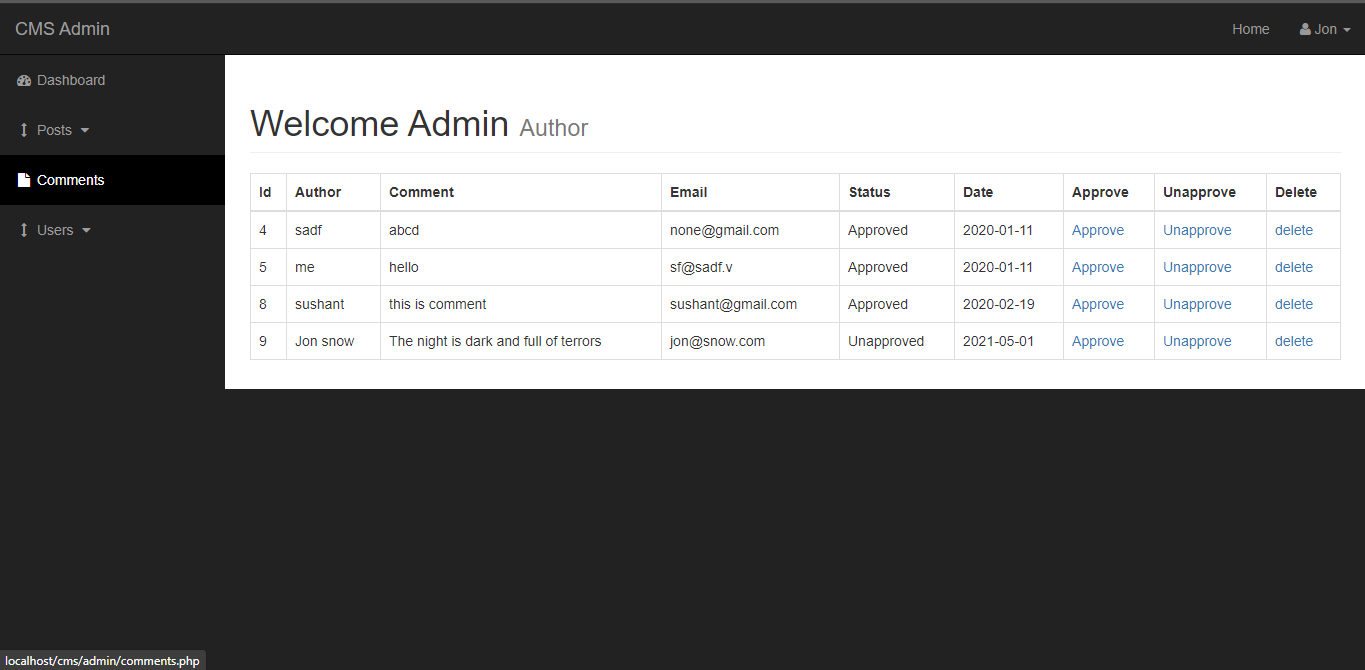 CMS Admin
Home
Jon
Dashboard
Posts
Comments
Users
Welcome Admin Author
Id Author Comment Email Status Date Approve Unapprove Delete
4 sadf abcd none@gmail.com Approved 2020-01-11 Approve Unapprove delete
5 me hello sf@sadf.v Approved 2020-01-11 Approve Unapprove delete
8 sushant this is comment sushant@gmail.com Approved 2020-02-19 Approve Unapprove delete
9 Jon snow The night is dark and full of terrors jon@snow.com Unapproved 2021-05-01 Approve Unapprove delete
localhost/cms/admin/comments.php